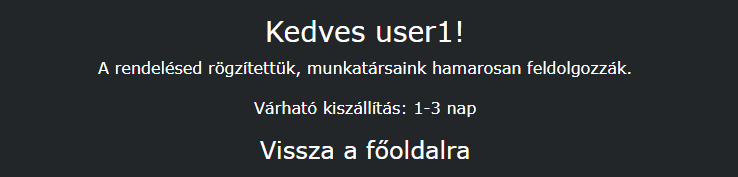 Kedves user1!
A rendelésed rögzítettük, munkatársaink hamarosan feldolgozzák.
Várható kiszállítás: 1-3 nap
Vissza a főoldalra